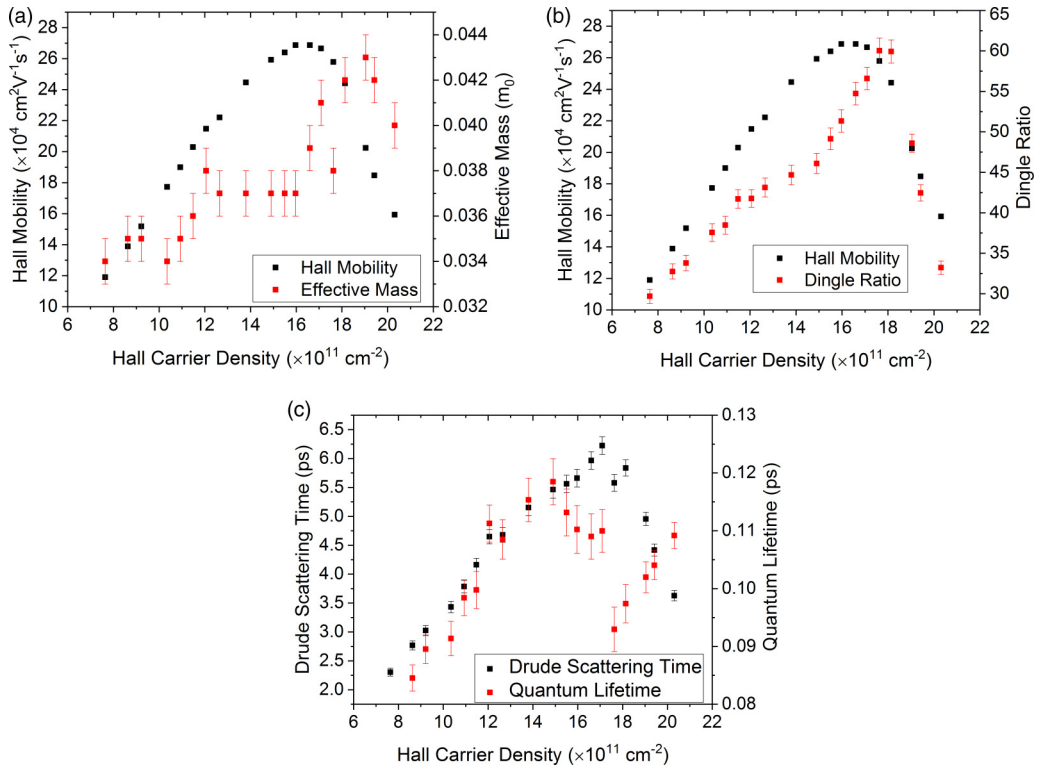 (a)
28
26
24
22
20
18
16
14
12
10
Hall Mobility (×10⁴ cm²V⁻¹s⁻¹)
0.044
0.042
0.040
0.038
0.036
0.034
0.032
Effective Mass (m₀)
Hall Mobility
Effective Mass
6 8 10 12 14 16 18 20 22
Hall Carrier Density (×10¹¹ cm⁻²)
(b)
28
26
24
22
20
18
16
14
12
10
Hall Mobility (×10⁴ cm²V⁻¹s⁻¹)
65
60
55
50
45
40
35
30
Dingle Ratio
Hall Mobility
Dingle Ratio
6 8 10 12 14 16 18 20 22
Hall Carrier Density (×10¹¹ cm⁻²)
(c)
6.5
6.0
5.5
5.0
4.5
4.0
3.5
3.0
2.5
2.0
Drude Scattering Time (ps)
0.13
0.12
0.11
0.10
0.09
0.08
Quantum Lifetime (ps)
Drude Scattering Time
Quantum Lifetime
6 8 10 12 14 16 18 20 22
Hall Carrier Density (×10¹¹ cm⁻²)